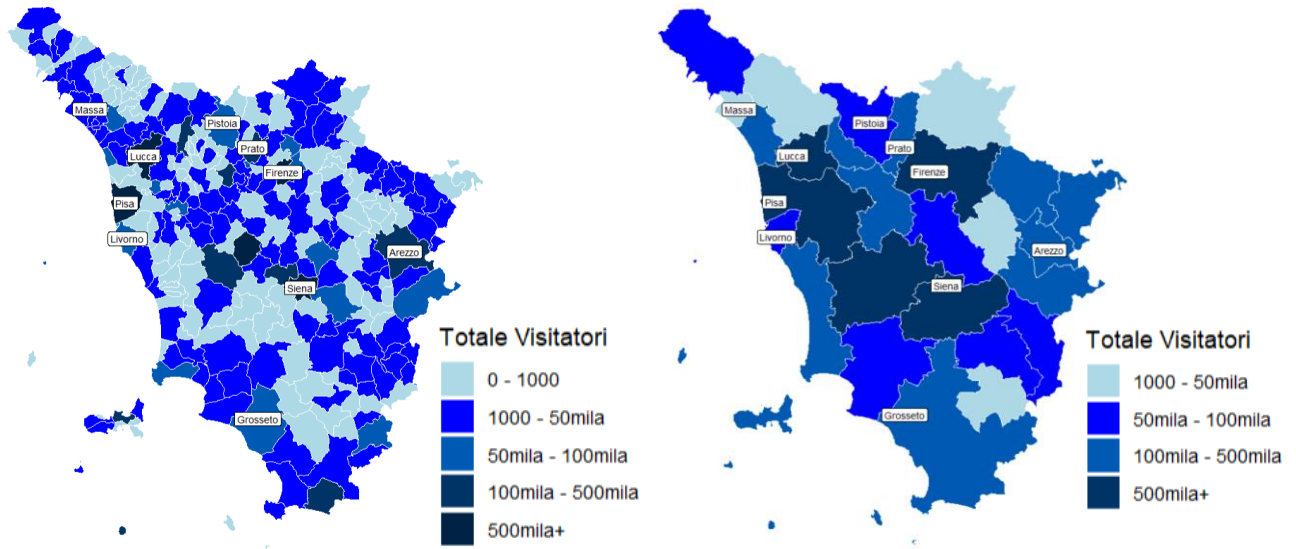 Massa
Pistoia
Prato
Lucca
Firenze
Pisa
Livorno
Arezzo
Siena
Grosseto
Totale Visitatori
0 - 1000
1000 - 50mila
50mila - 100mila
100mila - 500mila
500mila+
Massa
Pistoia
Prato
Lucca
Firenze
Pisa
Livorno
Arezzo
Siena
Grosseto
Totale Visitatori
1000 - 50mila
50mila - 100mila
100mila - 500mila
500mila+